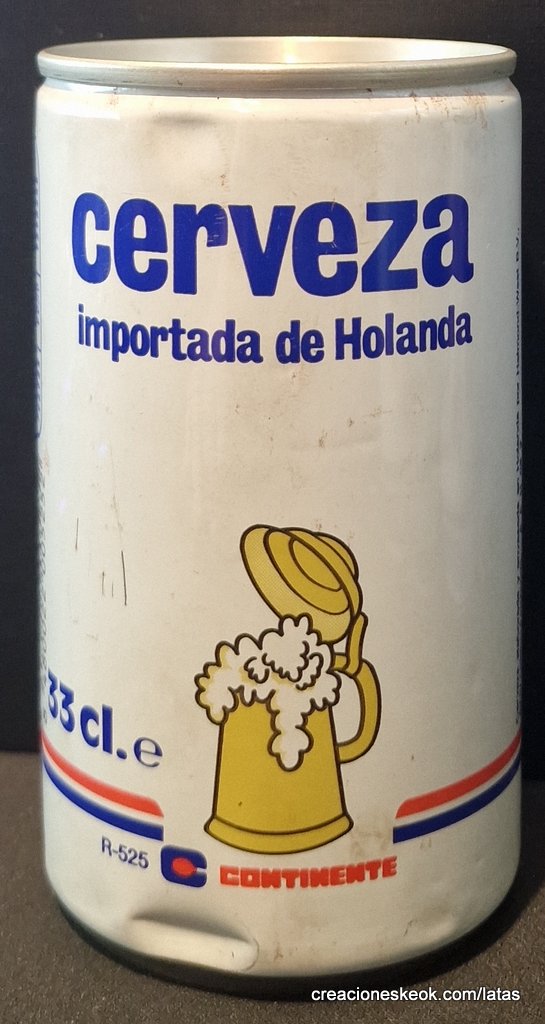 cerveza
importada de Holanda
33 cl. e
R-525
C CONTINENTE
creacioneskeok.com/latas